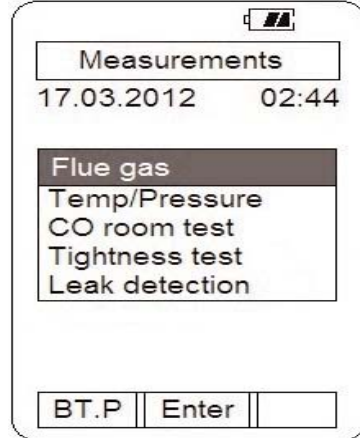 Measurements
17.03.2012 02:44
Flue gas
Temp/Pressure
CO room test
Tightness test
Leak detection
BT.P Enter